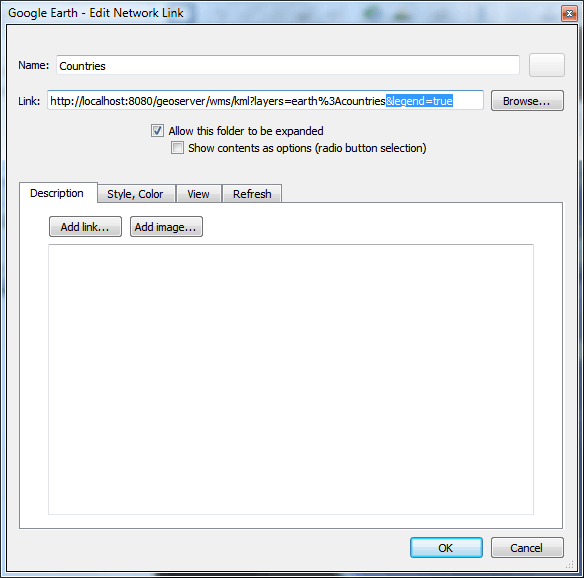 Google Earth - Edit Network Link
Name: Countries
Link: http://localhost:8080/geoserver/wms/kml?layers=earth%3Acountries&legend=true Browse...
Allow this folder to be expanded
Show contents as options (radio button selection)
Description Style, Color View Refresh
Add link... Add image...
OK Cancel